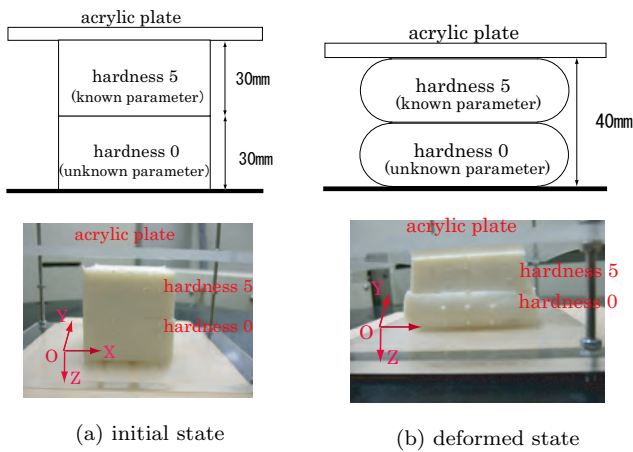 acrylic plate
hardness 5
(known parameter)
30mm
hardness 0
(unknown parameter)
30mm
acrylic plate
hardness 5
(known parameter)
hardness 0
(unknown parameter)
40mm
acrylic plate
hardness 5
hardness 0
Y
O
X
Z
acrylic plate
hardness 5
hardness 0
Y
O
Z
(a) initial state
(b) deformed state